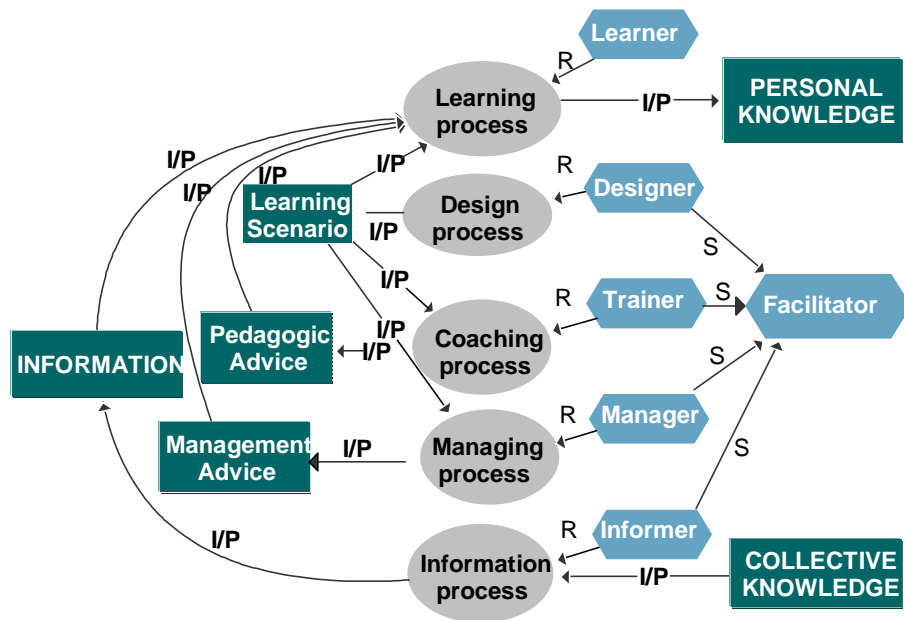 Learner
R
Learning
process
I/P
PERSONAL
KNOWLEDGE
I/P
I/P
I/P
I/P
Learning
Scenario
I/P
Design
process
R
Designer
S
I/P
R
Trainer
S
Facilitator
INFORMATION
Pedagogic
Advice
I/P
I/P
Coaching
process
S
R
Manager
Management
Advice
I/P
Managing
process
S
I/P
R
Informer
Information
process
I/P
COLLECTIVE
KNOWLEDGE